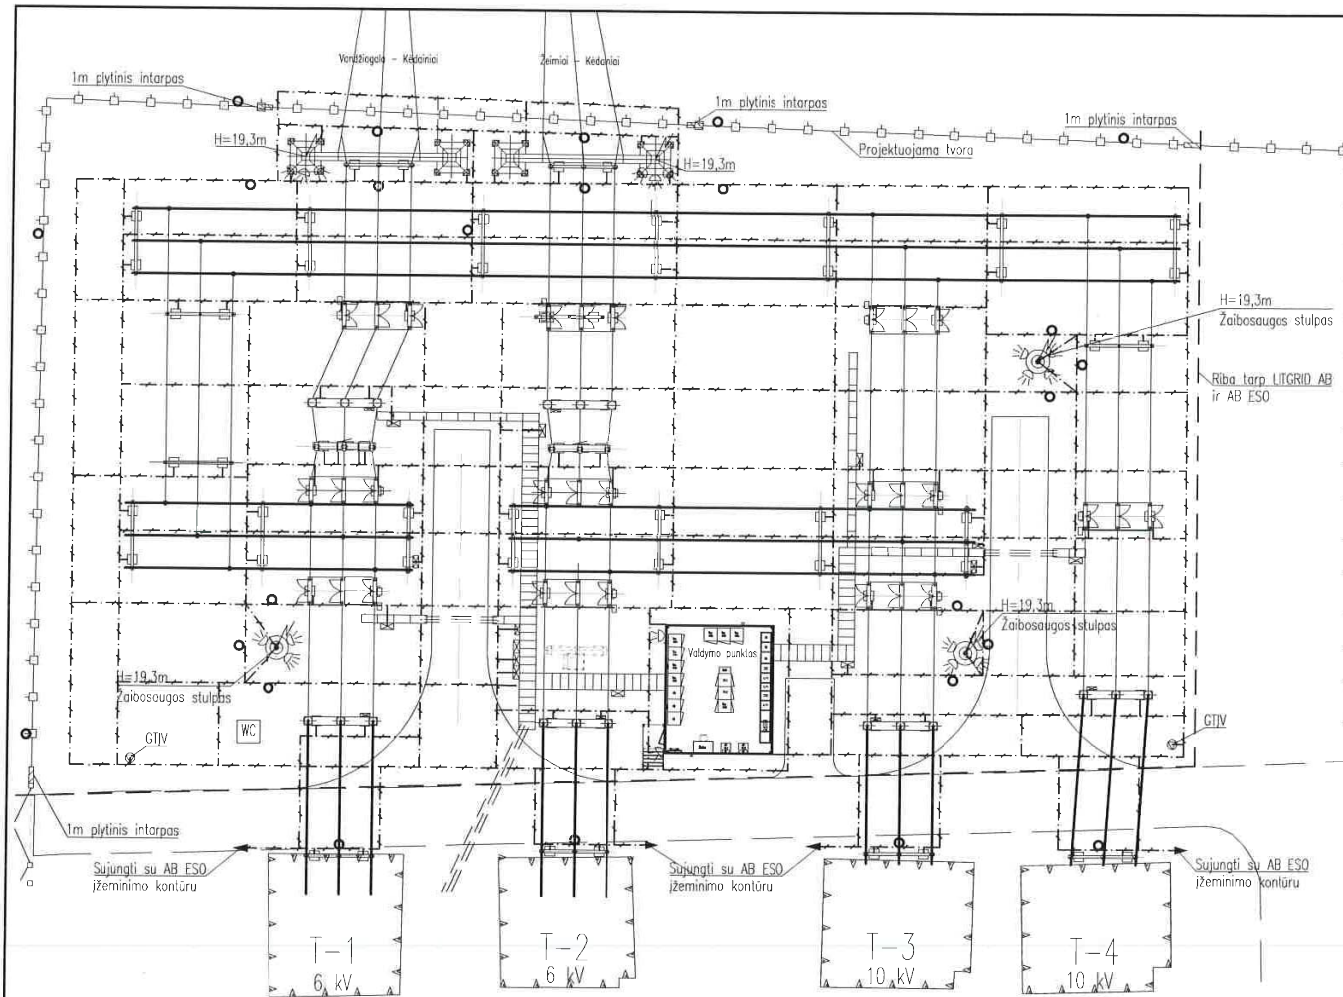 Vandžiogala - Kėdainiai
Žeimiai - Kėdaniai
1m plytinis intarpas
1m plytinis intarpas
1m plytinis intarpas
H=19,3m
H=19,3m
Projektuojama tvora
H=19,3m
Žaibosaugos stulpas
Riba tarp LITGRID AB
ir AB ESO
H=19,3m
Žaibosaugos stulpas
Valdymo punktas
H=19,3m
Žaibosaugos stulpas
WC
GTĮV
GTĮV
1m plytinis intarpas
Sujungti su AB ESO
įžeminimo kontūru
Sujungti su AB ESO
įžeminimo kontūru
Sujungti su AB ESO
įžeminimo kontūru
T-1
6 kV
T-2
6 kV
T-3
10 kV
T-4
10 kV